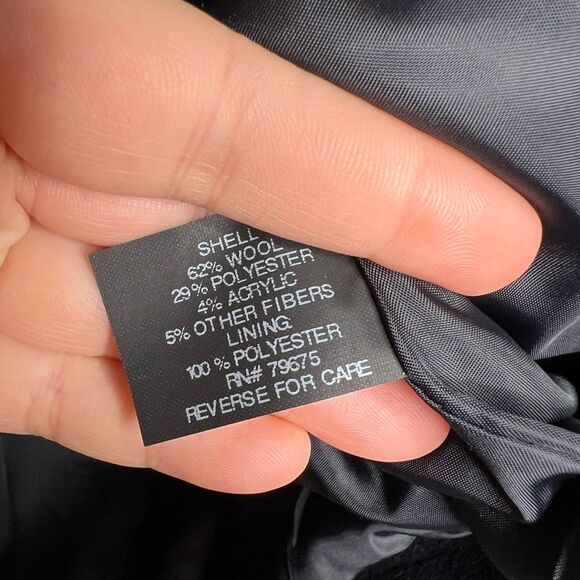 SHELL
62% WOOL
29% POLYESTER
4% ACRYLIC
5% OTHER FIBERS
LINING:
100 % POLYESTER
RN# 79675
REVERSE FOR CARE